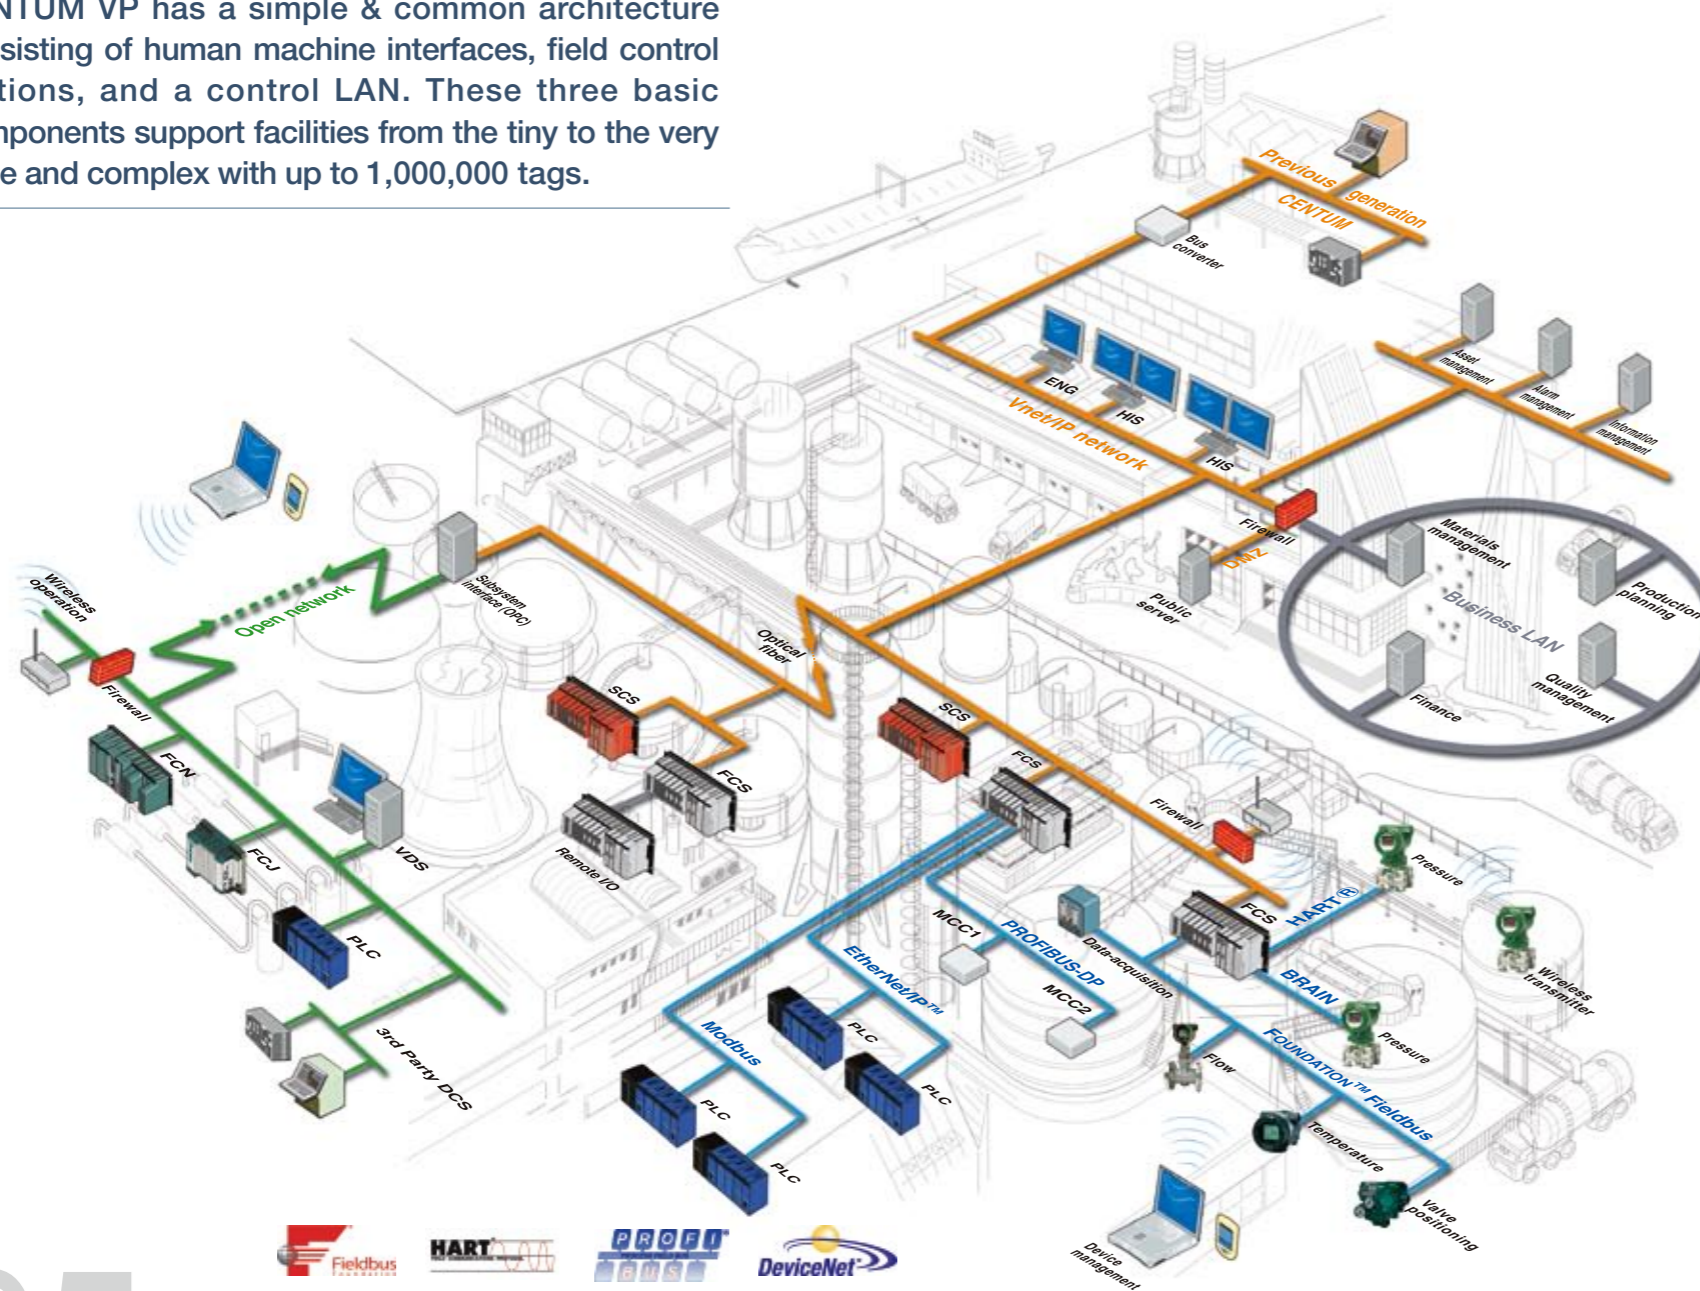 NTUM VP has a simple & common architecture
sisting of human machine interfaces, field control
tions, and a control LAN. These three basic
mponents support facilities from the tiny to the very
e and complex with up to 1,000,000 tags.
Previous generation
CENTUM
Bus
converter
ENG
HIS
HIS
Vnet/IP network
Asset
management
Alarm
management
Information
management
Firewall
DMZ
Public
server
Materials
management
Production
planning
Business LAN
Quality
management
Finance
Wireless
operation
Open network
Subsystem
interface (OPC)
Optical
fiber
Firewall
SCS
FCS
Remote I/O
SCS
FCS
Firewall
FCN
FCJ
VDS
PLC
3rd Party DCS
Pressure
HART®
FCS
BRAIN
Pressure
Wireless
transmitter
MCC1
PROFIBUS-DP
MCC2
Data-acquisition
EtherNet/IP™
Modbus
PLC
PLC
PLC
PLC
Flow
FOUNDATION™ Fieldbus
Temperature
Valve
positioning
Device
management
Fieldbus
Foundation
HART
PROFI
BUS
DeviceNet